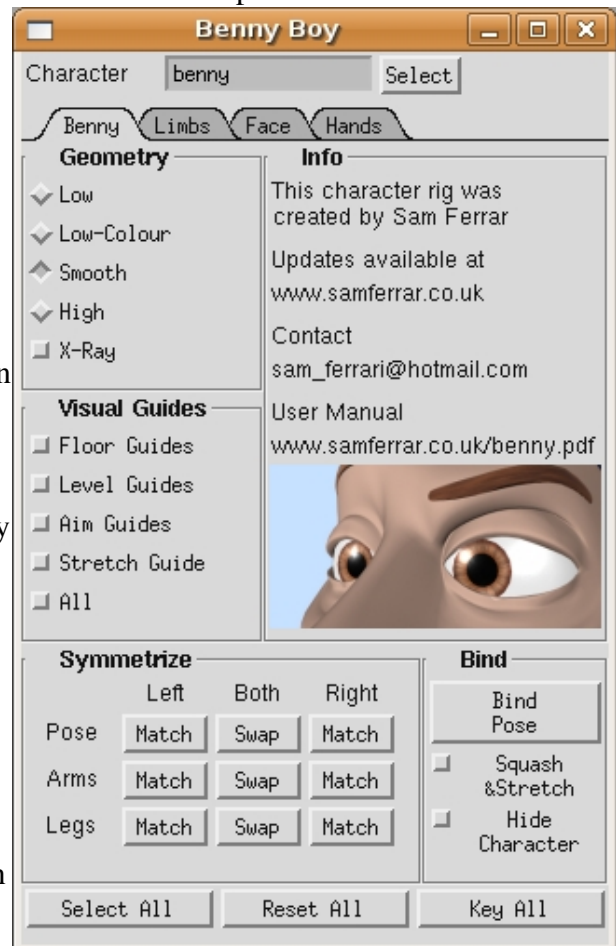 Benny Boy
Character benny Select
Benny Limbs Face Hands
Geometry
Low
Low-Colour
Smooth
High
X-Ray
Info
This character rig was
created by Sam Ferrar
Updates available at
www.samferrar.co.uk
Contact
sam_ferrari@hotmail.com
User Manual
www.samferrar.co.uk/benny.pdf
Visual Guides
Floor Guides
Level Guides
Aim Guides
Stretch Guide
All
Symmetrize
Left Both Right
Pose Match Swap Match
Arms Match Swap Match
Legs Match Swap Match
Bind
Bind
Pose
Squash
&Stretch
Hide
Character
Select All Reset All Key All